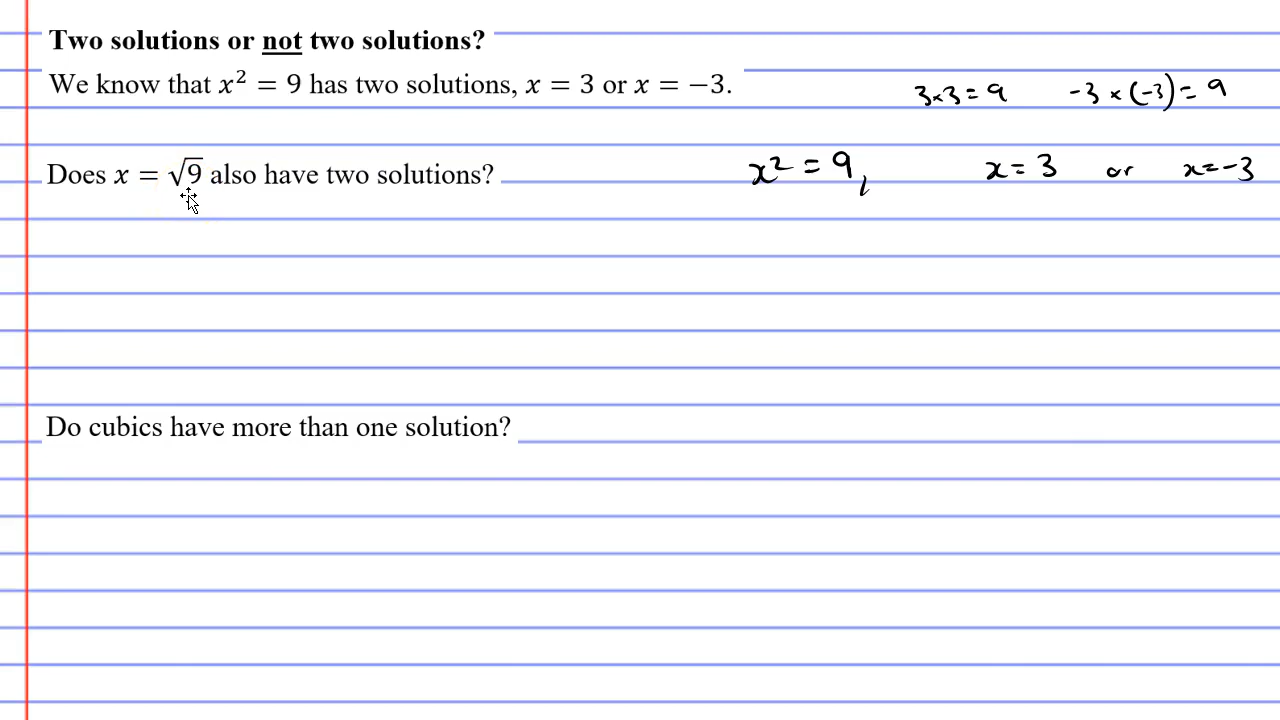 Two solutions or not two solutions?
We know that x² = 9 has two solutions, x = 3 or x = −3.
3×3=9 -3×(-3)=9
Does x = √9 also have two solutions?
x² = 9, x = 3 or x=-3
Do cubics have more than one solution?